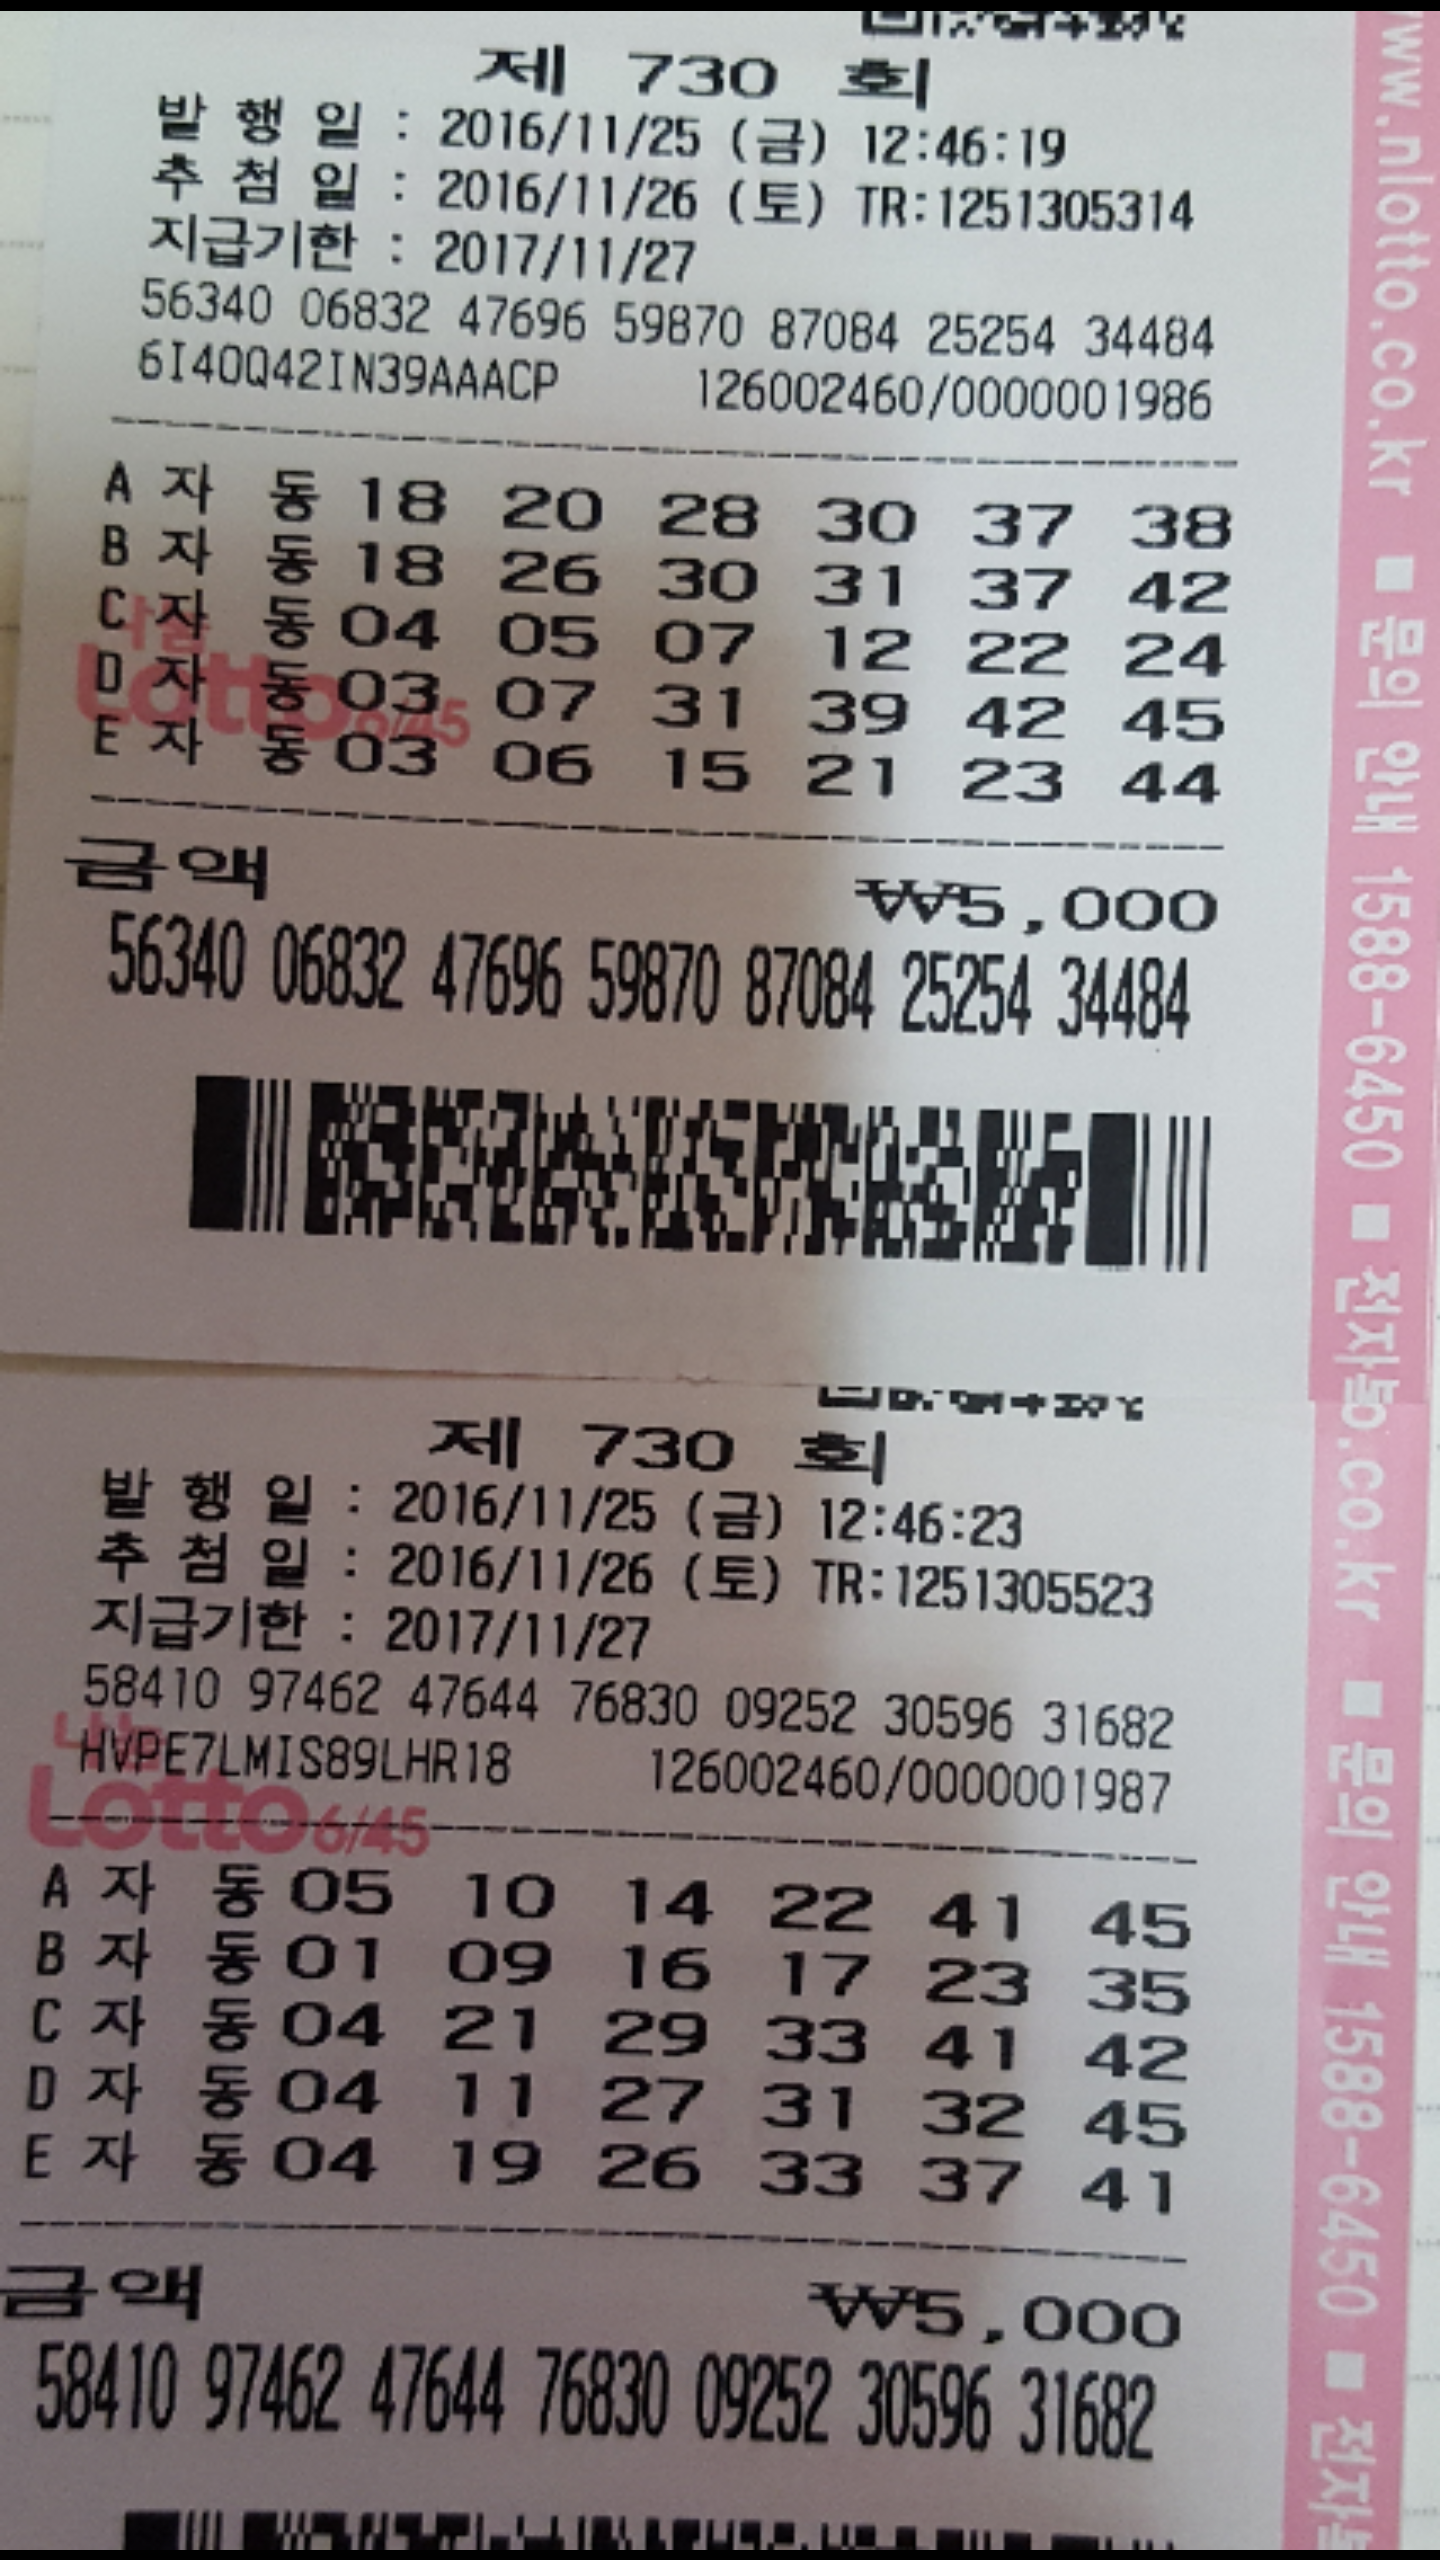 제 730 회
발 행 일 : 2016/11/25 (금) 12:46:19
추 첨 일 : 2016/11/26 (토) TR:1251305314
지급기한 : 2017/11/27
56340 06832 47696 59870 87084 25254 34484
6I40Q42IN39AAACP 126002460/0000001986
A 자 동 18 20 28 30 37 38
B 자 동 18 26 30 31 37 42
C 자 동 04 05 07 12 22 24
D 자 동 03 07 31 39 42 45
E 자 동 03 06 15 21 23 44
나눔
Lotto 6/45
금액 ₩5,000
56340 06832 47696 59870 87084 25254 34484
제 730 회
발 행 일 : 2016/11/25 (금) 12:46:23
추 첨 일 : 2016/11/26 (토) TR:1251305523
지급기한 : 2017/11/27
58410 97462 47644 76830 09252 30596 31682
HVPE7LMIS89LHR18 126002460/0000001987
나눔
Lotto 6/45
A 자 동 05 10 14 22 41 45
B 자 동 01 09 16 17 23 35
C 자 동 04 21 29 33 41 42
D 자 동 04 11 27 31 32 45
E 자 동 04 19 26 33 37 41
금액 ₩5,000
58410 97462 47644 76830 09252 30596 31682
ww.nlotto.co.kr ■ 문의 안내 1588-6450 ■ 전자
o.co.kr ■ 문의 안내 1588-6450 ■ 전자